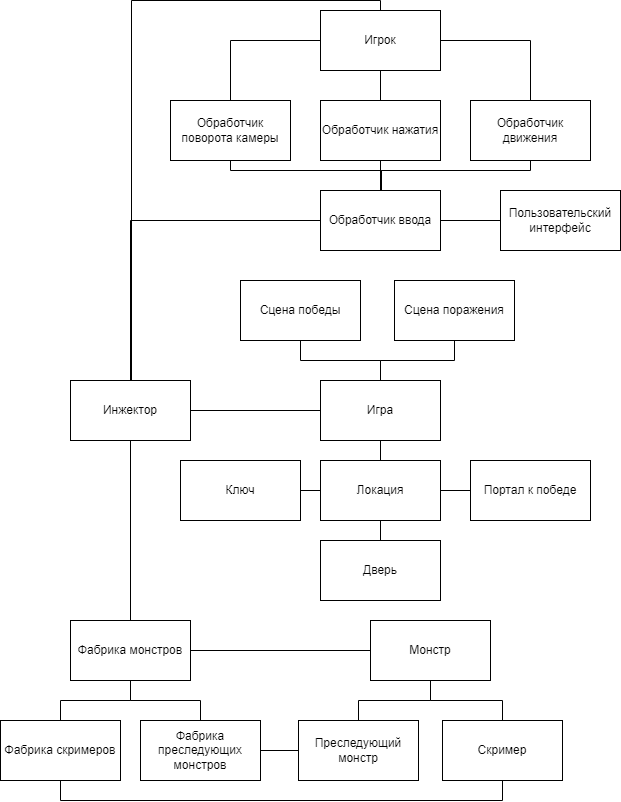 Игрок
Обработчик
поворота камеры
Обработчик нажатия
Обработчик
движения
Обработчик ввода
Пользовательский
интерфейс
Сцена победы
Сцена поражения
Инжектор
Игра
Ключ
Локация
Портал к победе
Дверь
Фабрика монстров
Монстр
Фабрика скримеров
Фабрика
преследующих
монстров
Преследующий
монстр
Скример